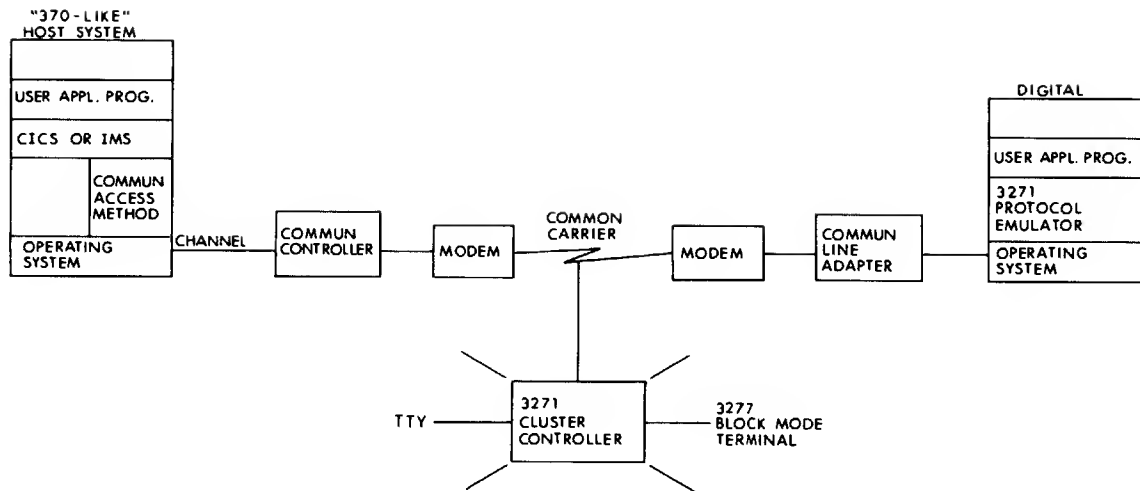 "370-LIKE"
HOST SYSTEM
USER APPL. PROG.
CICS OR IMS
COMMUN
ACCESS
METHOD
OPERATING
SYSTEM
CHANNEL
COMMUN
CONTROLLER
MODEM
COMMON
CARRIER
MODEM
COMMUN
LINE
ADAPTER
DIGITAL
USER APPL. PROG.
3271
PROTOCOL
EMULATOR
OPERATING
SYSTEM
TTY
3271
CLUSTER
CONTROLLER
3277
BLOCK MODE
TERMINAL